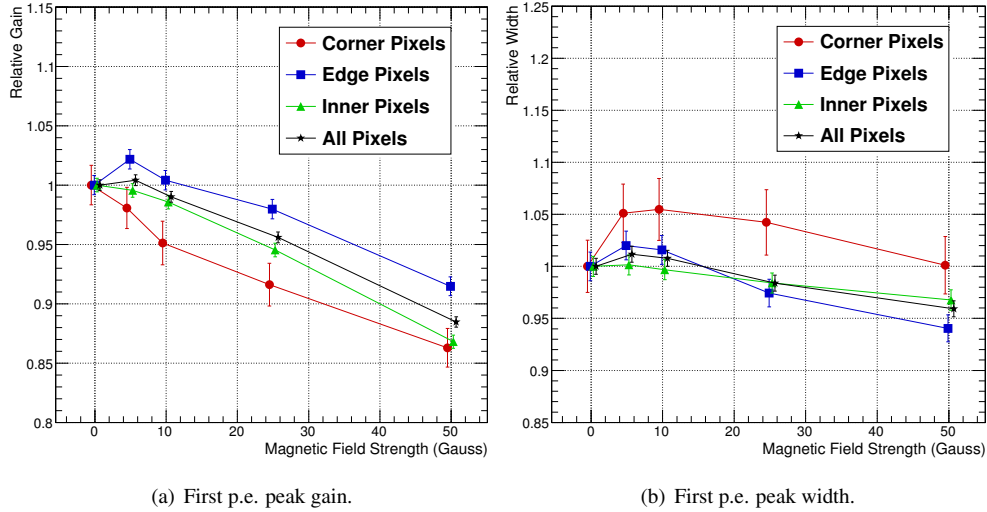 Relative Gain
1.15
1.1
1.05
1
0.95
0.9
0.85
0.8
Corner Pixels
Edge Pixels
Inner Pixels
All Pixels
0 10 20 30 40 50
Magnetic Field Strength (Gauss)
(a) First p.e. peak gain.
Relative Width
1.25
1.2
1.15
1.1
1.05
1
0.95
0.9
0.85
Corner Pixels
Edge Pixels
Inner Pixels
All Pixels
0 10 20 30 40 50
Magnetic Field Strength (Gauss)
(b) First p.e. peak width.